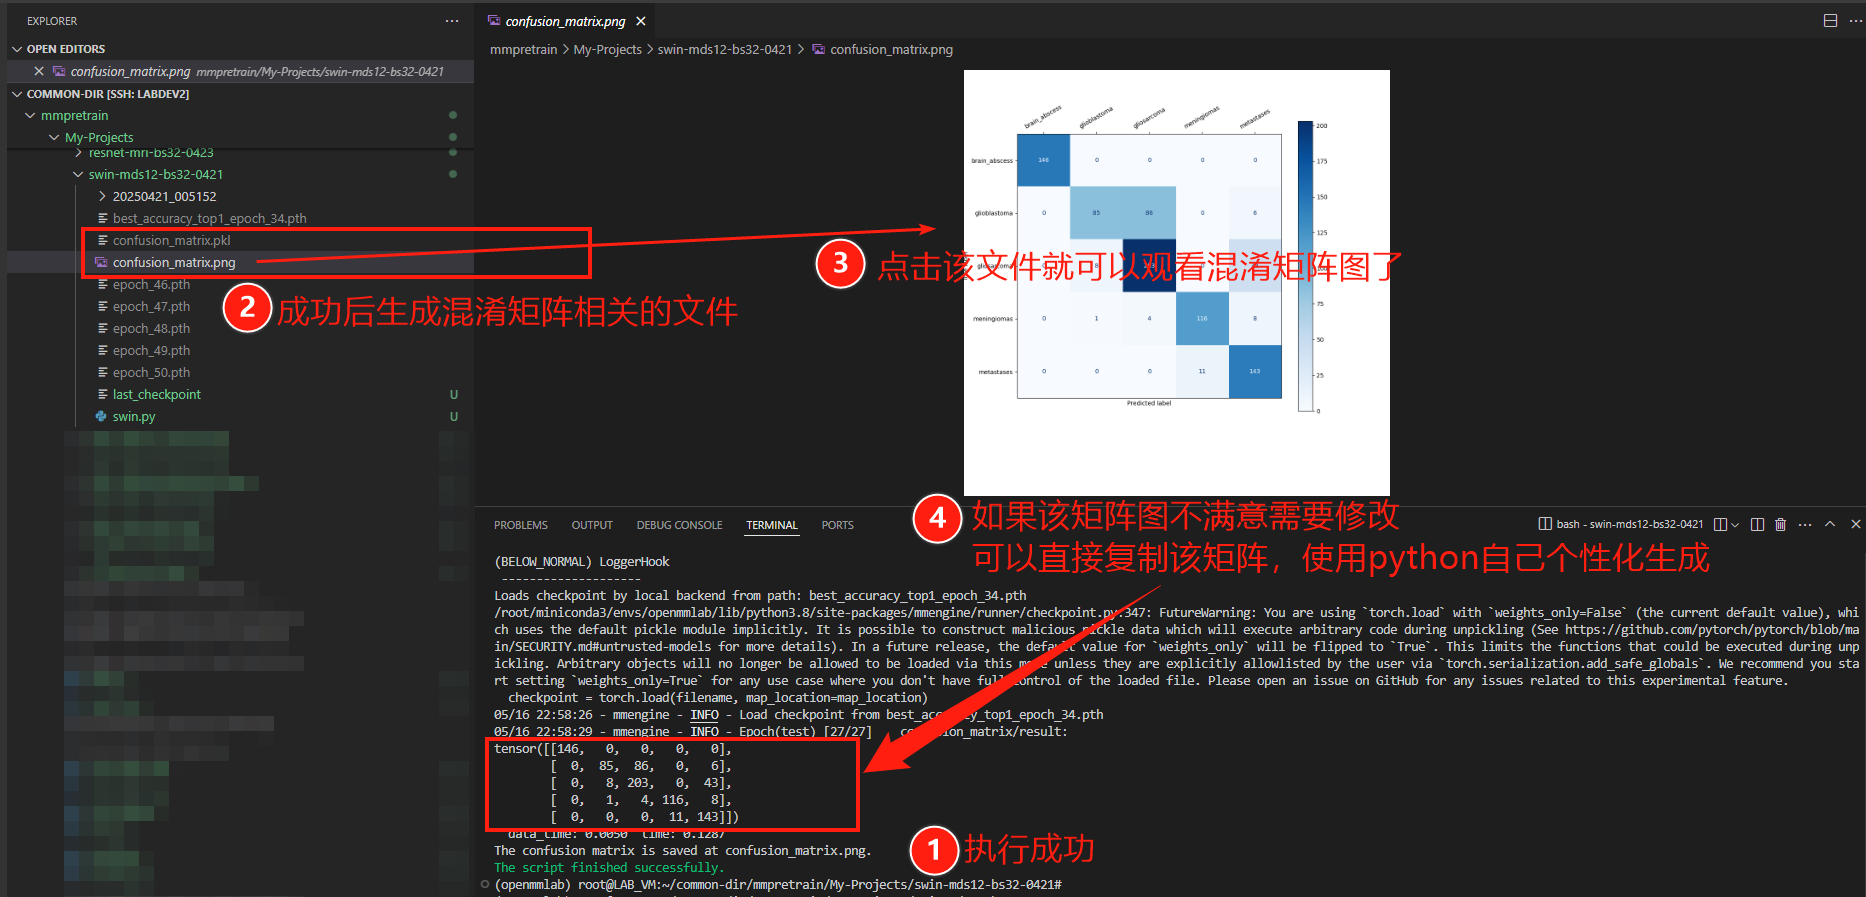 EXPLORER
···
OPEN EDITORS
confusion_matrix.png mmpretrain/My-Projects/swin-mds12-bs32-0421
COMMON-DIR [SSH: LABDEV2]
mmpretrain
My-Projects
resnet-mri-bs32-0423
swin-mds12-bs32-0421
20250421_005152
best_accuracy_top1_epoch_34.pth
confusion_matrix.pkl
confusion_matrix.png
epoch_46.pth
epoch_47.pth
epoch_48.pth
epoch_49.pth
epoch_50.pth
last_checkpoint U
swin.py U
2 成功后生成混淆矩阵相关的文件
confusion_matrix.png
mmpretrain > My-Projects > swin-mds12-bs32-0421 > confusion_matrix.png
brain_abscess glioblastoma gliosarcoma meningiomas metastases
brain_abscess 146 0 0 0 0
glioblastoma 0 85 86 0 6
meningiomas 0 1 4 116 8
metastases 0 0 0 11 143
Predicted label
200
175
150
125
75
50
25
0
3 点击该文件就可以观看混淆矩阵图了
4 如果该矩阵图不满意需要修改
可以直接复制该矩阵，使用python自己个性化生成
PROBLEMS OUTPUT DEBUG CONSOLE TERMINAL PORTS
bash - swin-mds12-bs32-0421
(BELOW_NORMAL) LoggerHook
---------------------
Loads checkpoint by local backend from path: best_accuracy_top1_epoch_34.pth
/root/miniconda3/envs/openmmlab/lib/python3.8/site-packages/mmengine/runner/checkpoint.py:347: FutureWarning: You are using `torch.load` with `weights_only=False` (the current default value), whi
ch uses the default pickle module implicitly. It is possible to construct malicious pickle data which will execute arbitrary code during unpickling (See https://github.com/pytorch/pytorch/blob/ma
in/SECURITY.md#untrusted-models for more details). In a future release, the default value for `weights_only` will be flipped to `True`. This limits the functions that could be executed during unp
ickling. Arbitrary objects will no longer be allowed to be loaded via this mode unless they are explicitly allowlisted by the user via `torch.serialization.add_safe_globals`. We recommend you sta
rt setting `weights_only=True` for any use case where you don't have full control of the loaded file. Please open an issue on GitHub for any issues related to this experimental feature.
checkpoint = torch.load(filename, map_location=map_location)
05/16 22:58:26 - mmengine - INFO - Load checkpoint from best_accuracy_top1_epoch_34.pth
05/16 22:58:29 - mmengine - INFO - Epoch(test) [27/27] confusion_matrix/result:
tensor([[146, 0, 0, 0, 0],
[ 0, 85, 86, 0, 6],
[ 0, 8, 203, 0, 43],
[ 0, 1, 4, 116, 8],
[ 0, 0, 0, 11, 143]])
data_time: 0.0050 time: 0.1287
The confusion matrix is saved at confusion_matrix.png.
The script finished successfully.
(openmmlab) root@LAB_VM:~/common-dir/mmpretrain/My-Projects/swin-mds12-bs32-0421#
1 执行成功